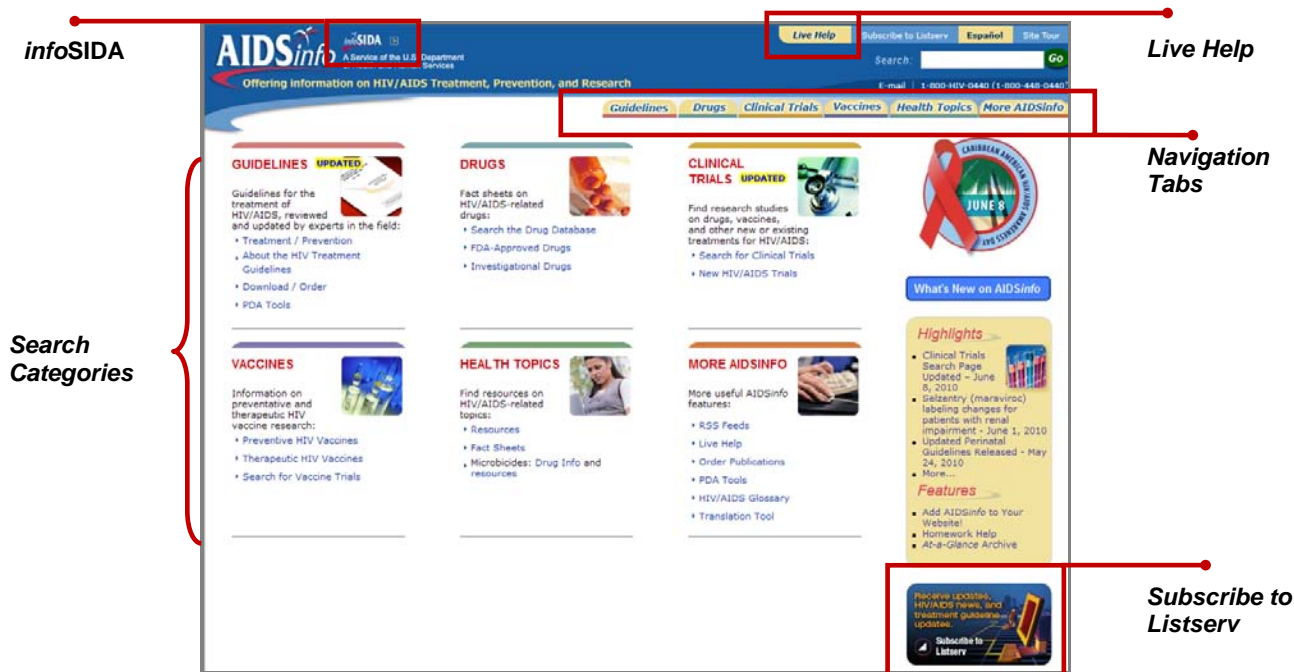 infoSIDA
Live Help
Navigation
Tabs
Search
Categories
Subscribe to
Listserv
AIDSinfo
infoSIDA
A Service of the U.S. Department
Services
Offering information on HIV/AIDS Treatment, Prevention, and Research
Live Help Subscribe to Listserv Español Site Tour
Search: Go
E-mail | 1-800-HIV-0440 (1-800-448-0440
Guidelines Drugs Clinical Trials Vaccines Health Topics More AIDSinfo
GUIDELINES UPDATED
Guidelines for the
treatment of
HIV/AIDS, reviewed
and updated by experts in the field:
Treatment / Prevention
About the HIV Treatment
Guidelines
Download / Order
PDA Tools
DRUGS
Fact sheets on
HIV/AIDS-related
drugs:
Search the Drug Database
FDA-Approved Drugs
Investigational Drugs
CLINICAL
TRIALS UPDATED
Find research studies
on drugs, vaccines,
and other new or existing
treatments for HIV/AIDS:
Search for Clinical Trials
New HIV/AIDS Trials
CARIBBEAN AMERICAN HIV/AIDS AWARENESS DAY
JUNE 8
What's New on AIDSinfo
VACCINES
Information on
preventative and
therapeutic HIV
vaccine research:
Preventive HIV Vaccines
Therapeutic HIV Vaccines
Search for Vaccine Trials
HEALTH TOPICS
Find resources on
HIV/AIDS-related
topics:
Resources
Fact Sheets
Microbicides: Drug Info and
resources
MORE AIDSINFO
More useful AIDSinfo
features:
RSS Feeds
Live Help
Order Publications
PDA Tools
HIV/AIDS Glossary
Translation Tool
Highlights
Clinical Trials
Search Page
Updated – June
8, 2010
Selzentry (maraviroc)
labeling changes for
patients with renal
impairment - June 1, 2010
Updated Perinatal
Guidelines Released - May
24, 2010
More...
Features
Add AIDSinfo to Your
Website!
Homework Help
At-a-Glance Archive
Receive updates,
HIV/AIDS news, and
treatment guideline
updates.
Subscribe to
Listserv